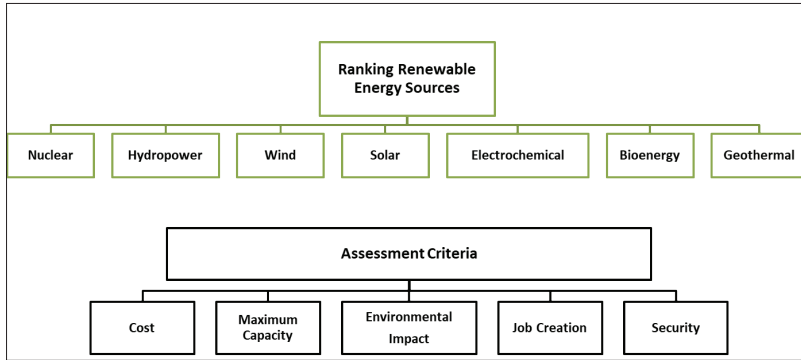 Ranking Renewable
Energy Sources
Nuclear
Hydropower
Wind
Solar
Electrochemical
Bioenergy
Geothermal
Assessment Criteria
Cost
Maximum
Capacity
Environmental
Impact
Job Creation
Security